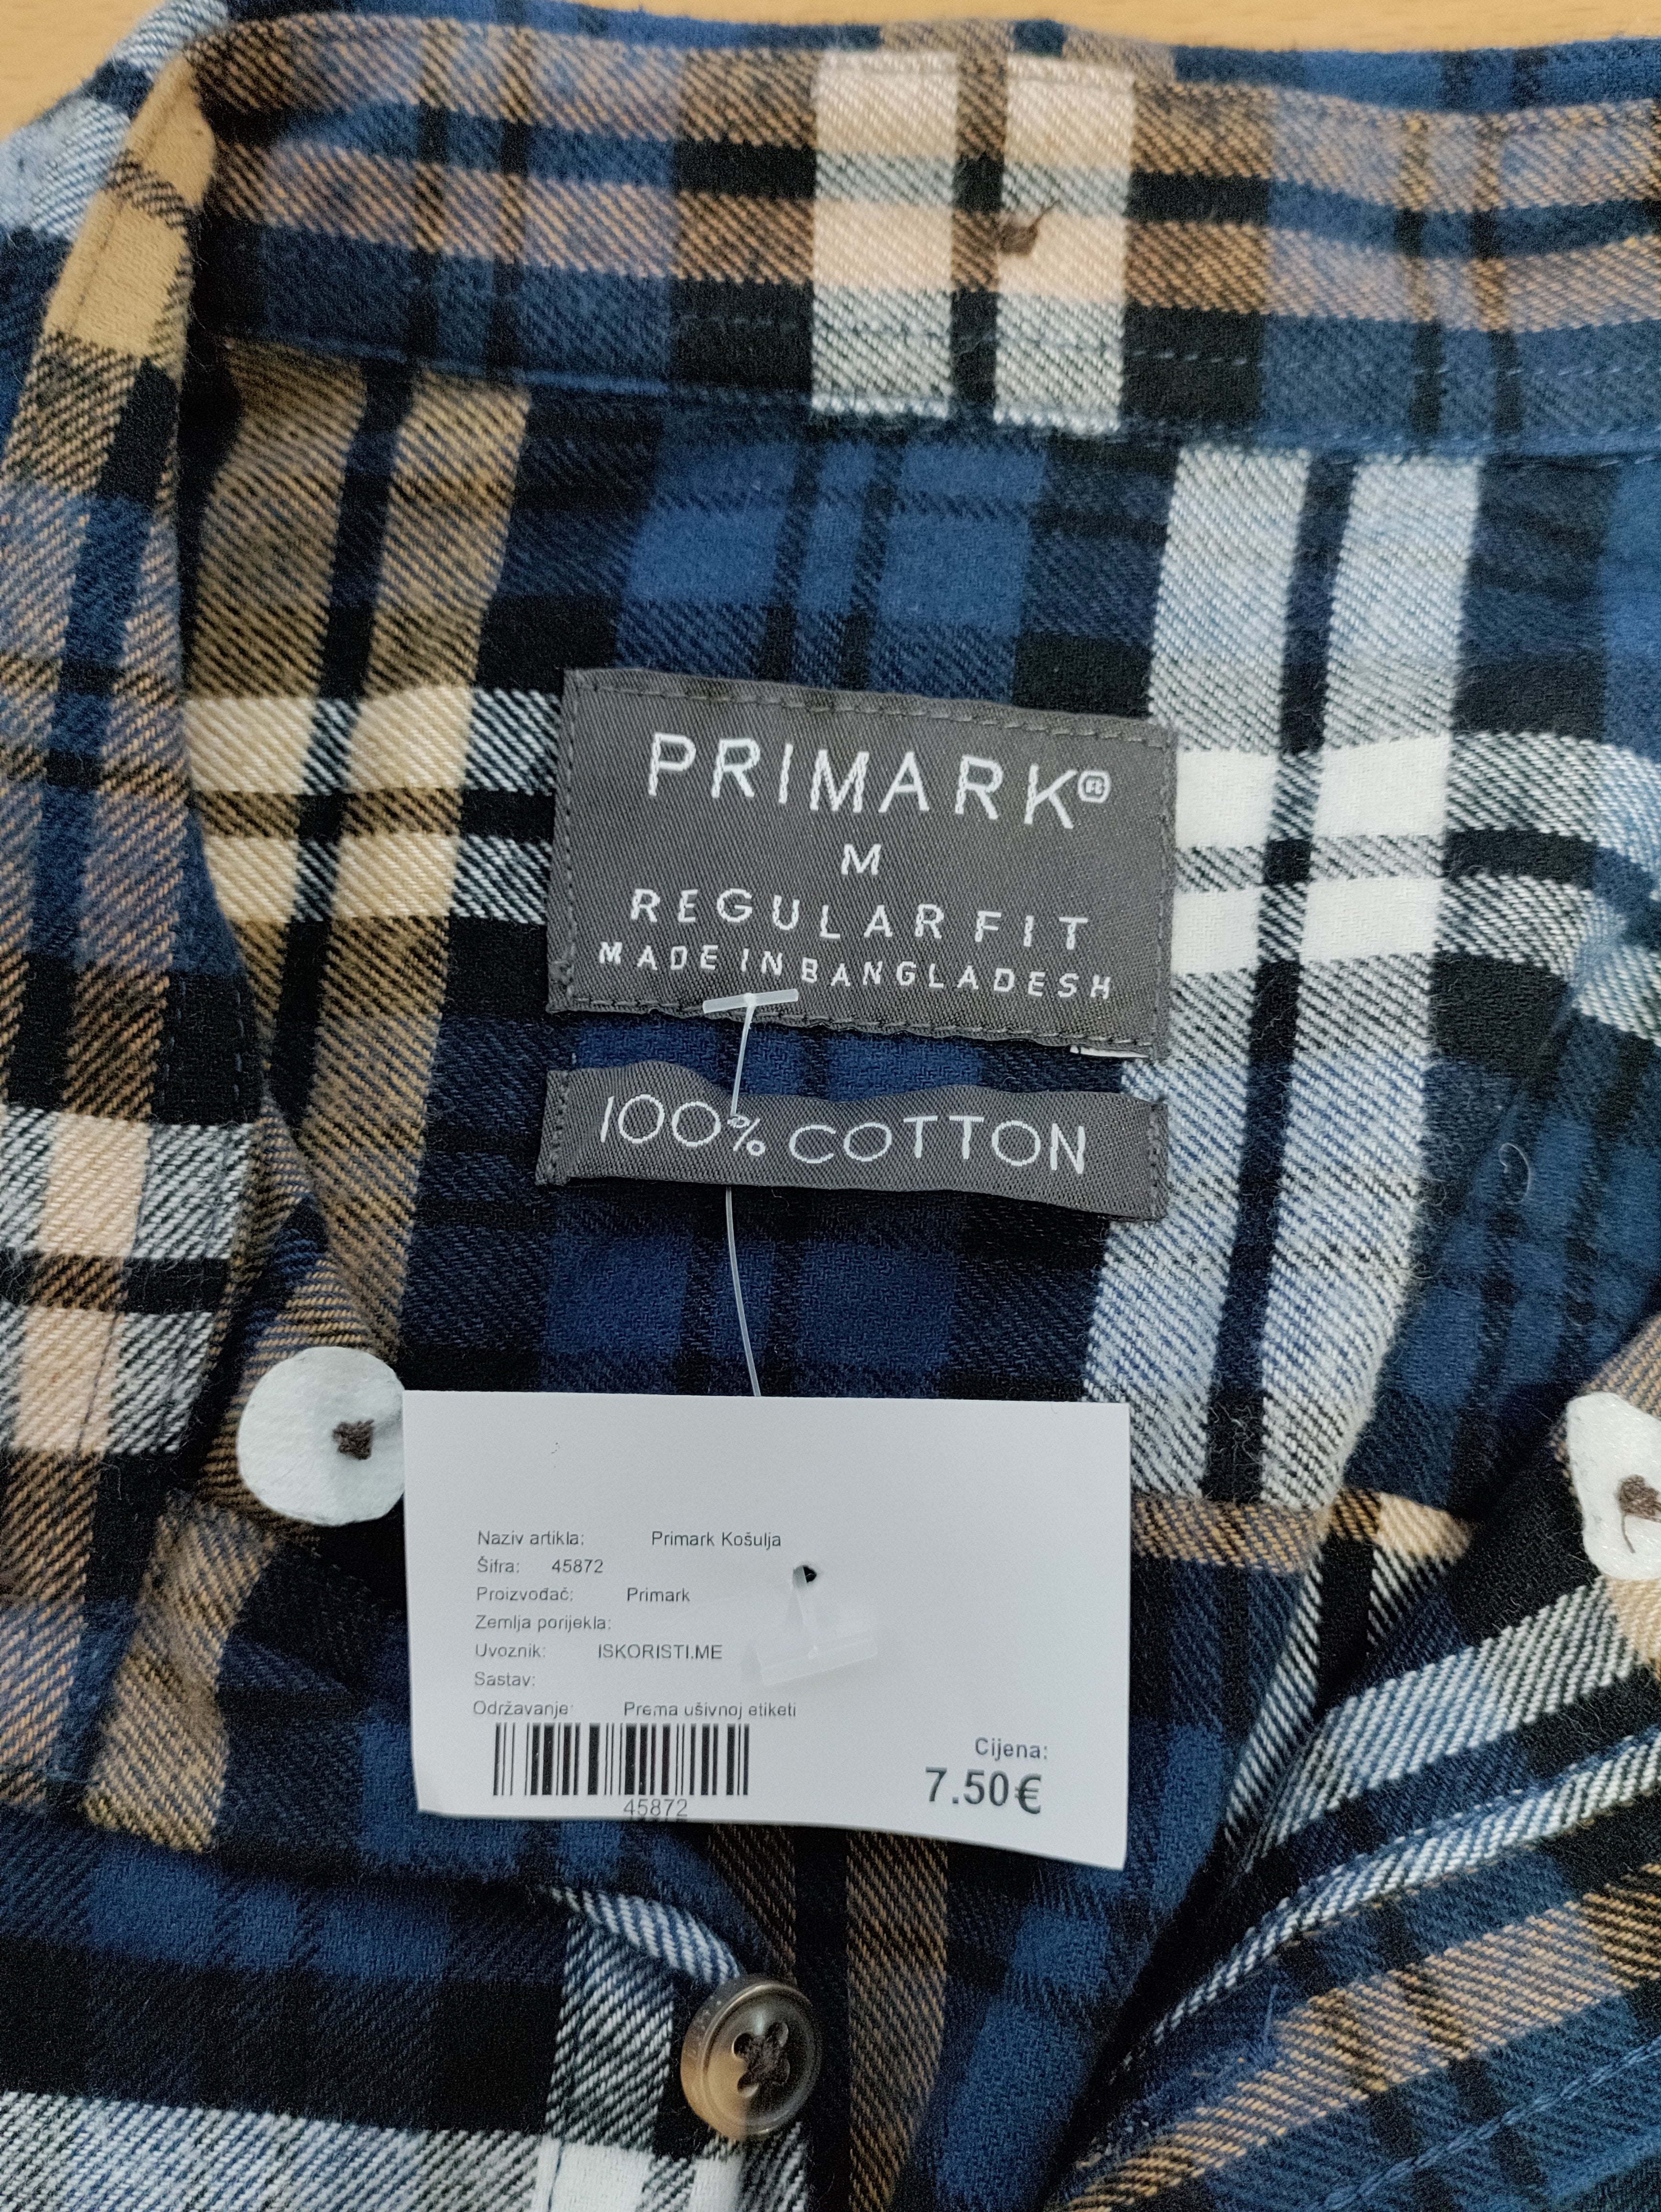 PRIMARK®
M
REGULAR FIT
MADE IN BANGLADESH
100% COTTON
Naziv artikla: Primark Košulja
Šifra: 45872
Proizvođač: Primark
Zemlja porijekla:
Uvoznik: ISKORISTI.ME
Sastav:
Održavanje: Prema ušivnoj etiketi
45872
Cijena:
7.50€